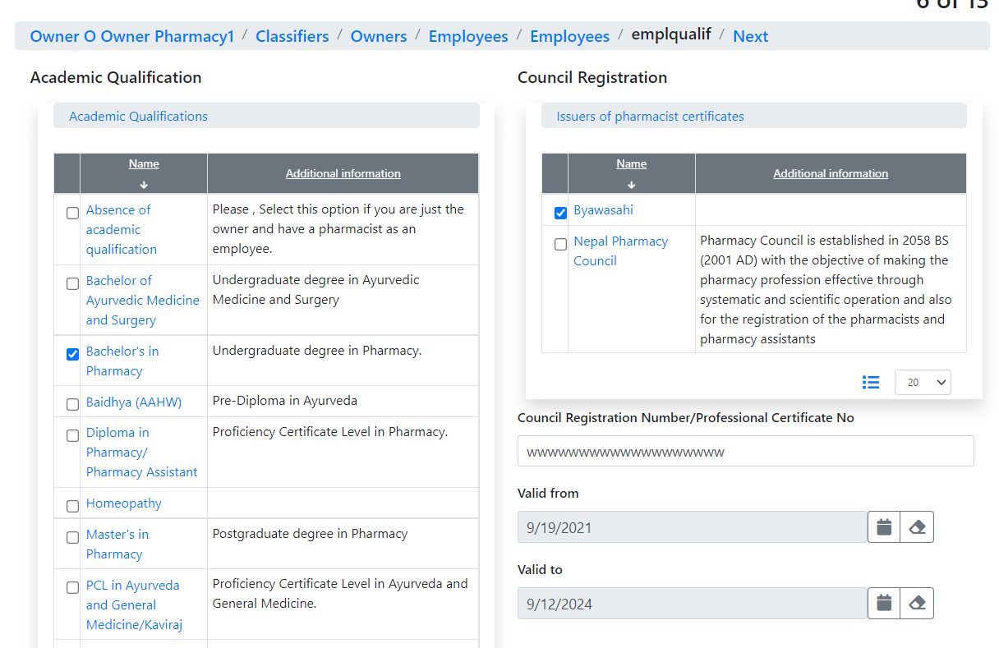 6 of 13
Owner O Owner Pharmacy1 / Classifiers / Owners / Employees / Employees / emplqualif / Next
Academic Qualification
Academic Qualifications
Name
Additional information
Absence of
academic
qualification
Please , Select this option if you are just the
owner and have a pharmacist as an
employee.
Bachelor of
Ayurvedic Medicine
and Surgery
Undergraduate degree in Ayurvedic
Medicine and Surgery
Bachelor's in
Pharmacy
Undergraduate degree in Pharmacy.
Baidhya (AAHW)
Pre-Diploma in Ayurveda
Diploma in
Pharmacy/
Pharmacy Assistant
Proficiency Certificate Level in Pharmacy.
Homeopathy
Master's in
Pharmacy
Postgraduate degree in Pharmacy
PCL in Ayurveda
and General
Medicine/Kaviraj
Proficiency Certificate Level in Ayurveda and
General Medicine.
Council Registration
Issuers of pharmacist certificates
Name
Additional information
Byawasahi
Nepal Pharmacy
Council
Pharmacy Council is established in 2058 BS
(2001 AD) with the objective of making the
pharmacy profession effective through
systematic and scientific operation and also
for the registration of the pharmacists and
pharmacy assistants
20
Council Registration Number/Professional Certificate No
wwwwwwwwwwwwwwwwwww
Valid from
9/19/2021
Valid to
9/12/2024